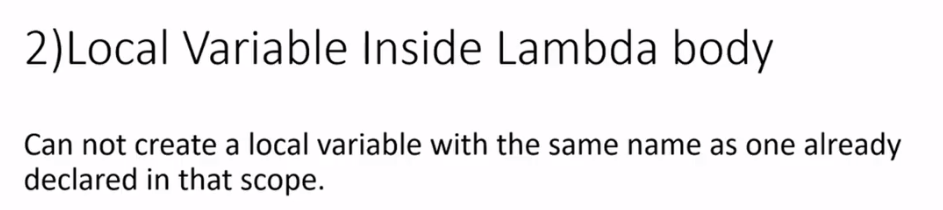 2)Local Variable Inside Lambda body
Can not create a local variable with the same name as one already
declared in that scope.